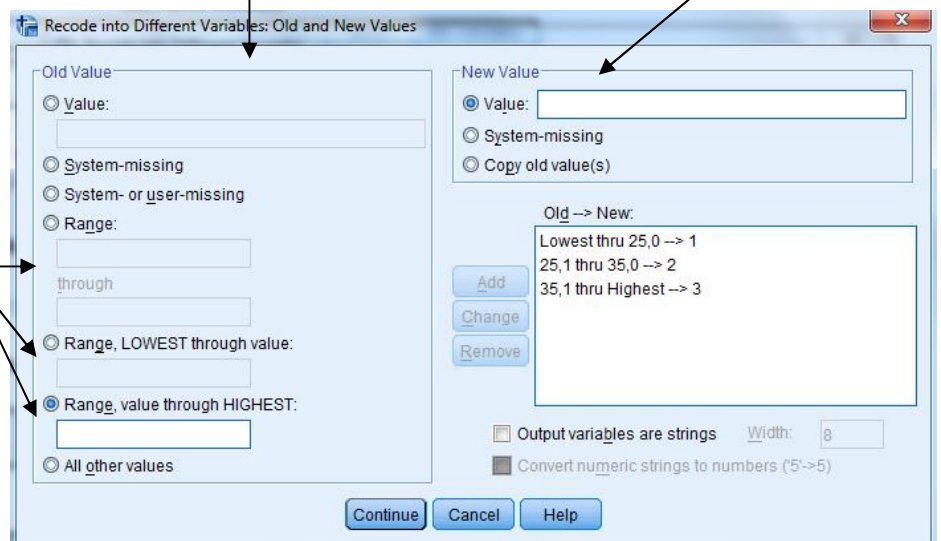 Recode into Different Variables: Old and New Values
Old Value
Value:
System-missing
System- or user-missing
Range:
through
Range, LOWEST through value:
Range, value through HIGHEST:
All other values
New Value
Value:
System-missing
Copy old value(s)
Old --> New:
Lowest thru 25,0 --> 1
25,1 thru 35,0 --> 2
35,1 thru Highest --> 3
Add
Change
Remove
Output variables are strings Width: 8
Convert numeric strings to numbers ('5'->5)
Continue Cancel Help